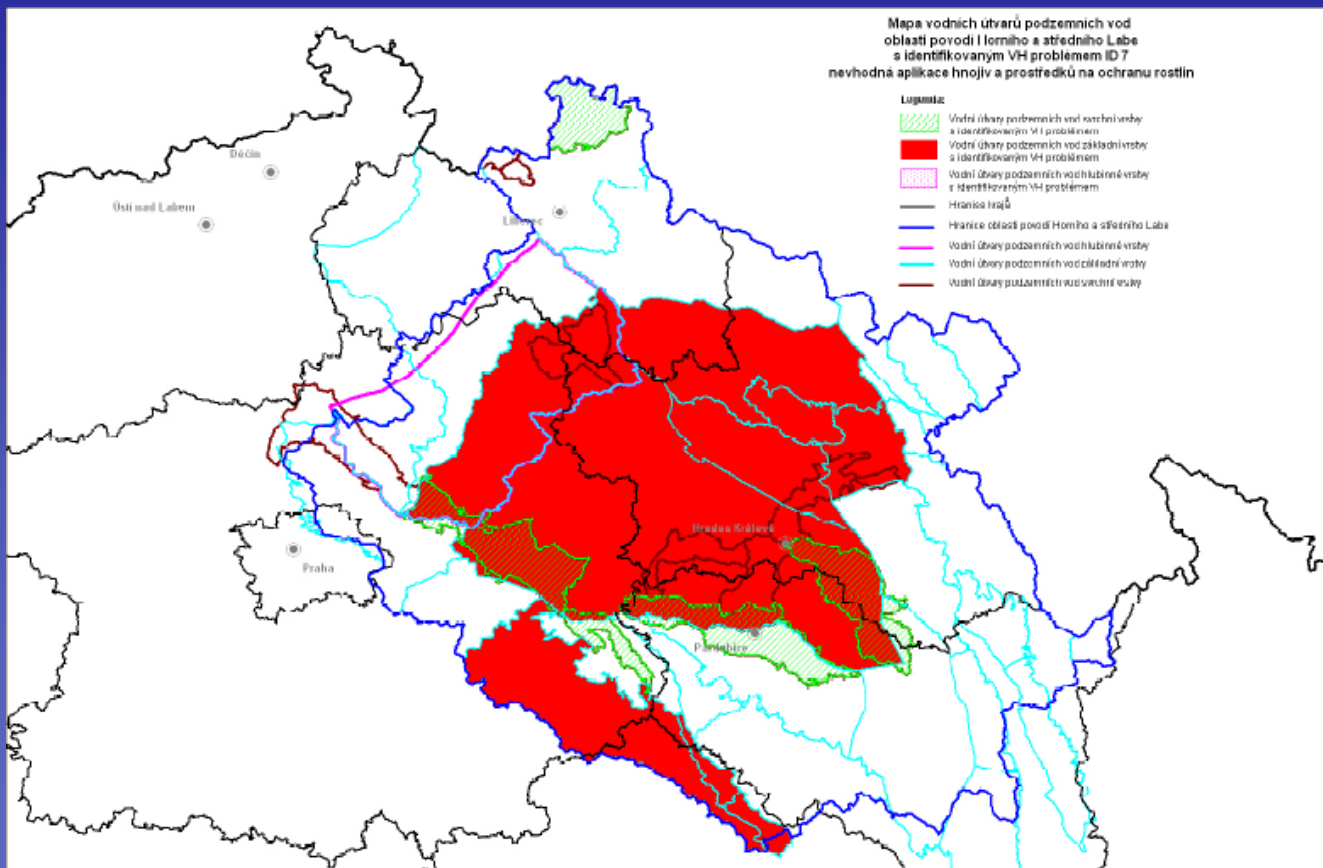 Mapa vodních útvarů podzemních vod
oblasti povodí Horního a středního Labe
s identifikovaným VH problémem ID 7
nevhodná aplikace hnojiv a prostředků na ochranu rostlin
Legenda:
Vodní útvary podzemních vod svrchní vrstvy
s identifikovaným VH problémem
Vodní útvary podzemních vod základní vrstvy
s identifikovaným VH problémem
Vodní útvary podzemních vod hlubinné vrstvy
s identifikovaným VH problémem
Hranice krajů
Hranice oblasti povodí Horního a středního Labe
Vodní útvary podzemních vod hlubinné vrstvy
Vodní útvary podzemních vod základní vrstvy
Vodní útvary podzemních vod svrchní vrstvy
Děčín
Ústí nad Labem
Liberec
Hradec Králové
Praha
Pardubice